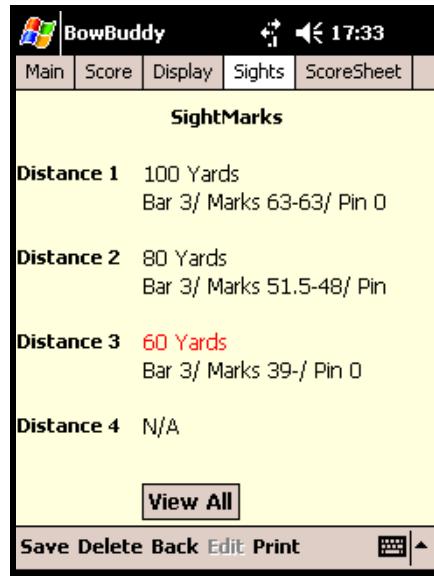 BowBuddy 17:33
Main Score Display Sights ScoreSheet
SightMarks
Distance 1 100 Yards
Bar 3/ Marks 63-63/ Pin 0
Distance 2 80 Yards
Bar 3/ Marks 51.5-48/ Pin
Distance 3 60 Yards
Bar 3/ Marks 39-/ Pin 0
Distance 4 N/A
View All
Save Delete Back Edit Print